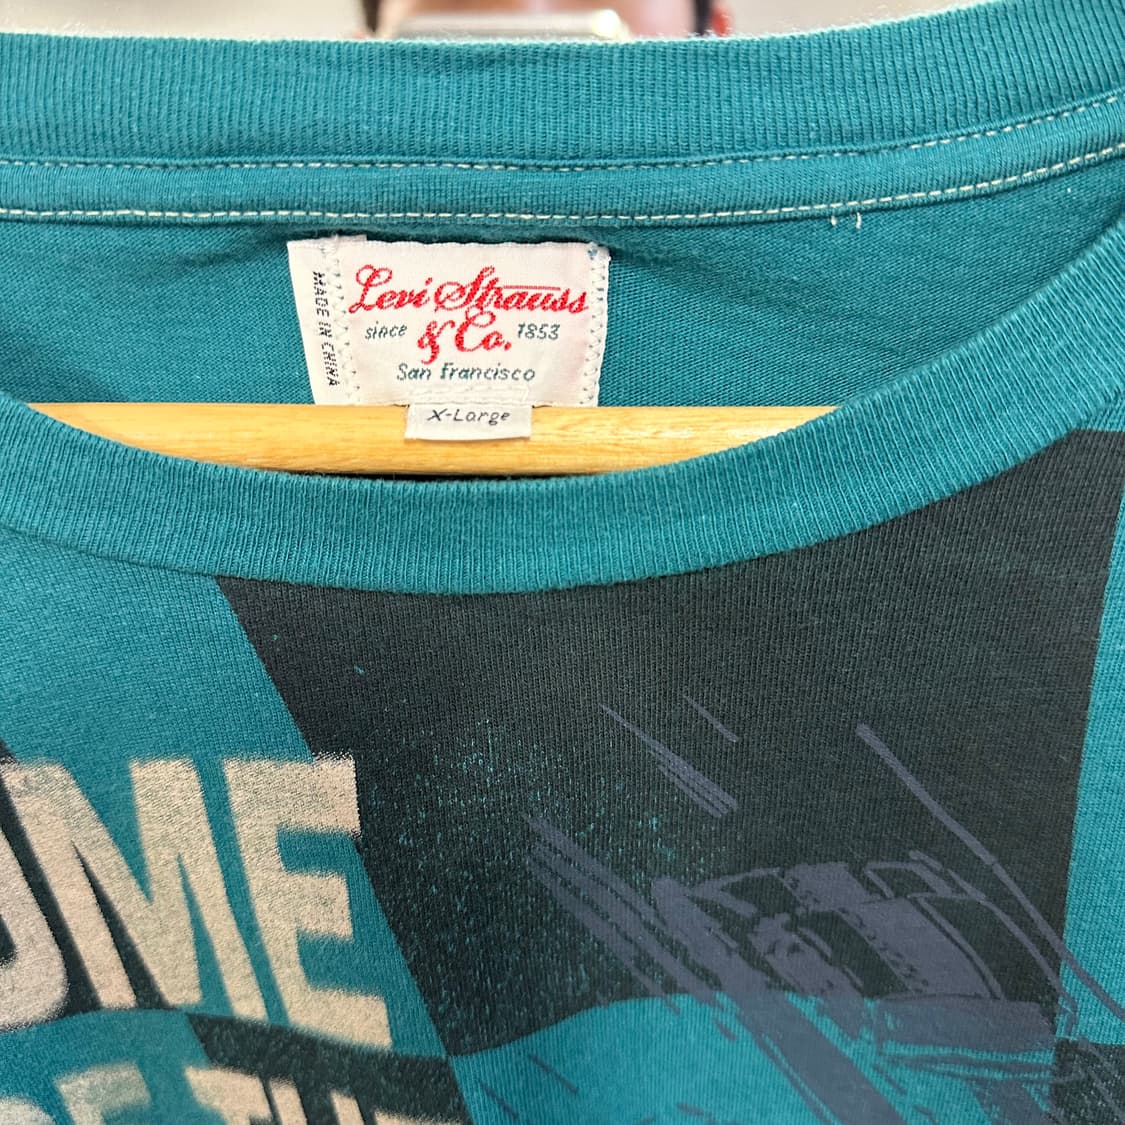 MADE IN CHINA
Levi Strauss
since & Co. 1853
San Francisco
X-Large
OME